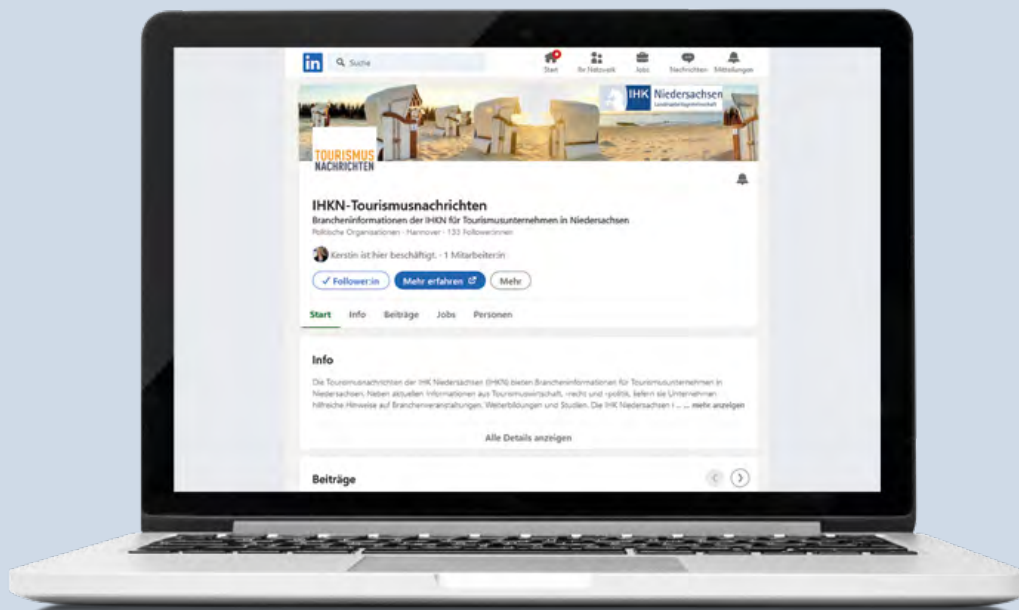 in
Suche
Start
Ihr Netzwerk
Jobs
Nachrichten
Mitteilungen
IHK Niedersachsen
TOURISMUS
NACHRICHTEN
IHKN-Tourismusnachrichten
Brancheninformationen der IHKN für Tourismusunternehmen in Niedersachsen
Politische Organisationen · Hannover · 133 Follower:innen
Kerstin ist hier beschäftigt. · 1 Mitarbeiter:in
✓ Follower:in
Mehr erfahren
Mehr
Start
Info
Beiträge
Jobs
Personen
Info
Die Tourismusnachrichten der IHK Niedersachsen (IHKN) bieten Brancheninformationen für Tourismusunternehmen in
Niedersachsen. Neben aktuellen Informationen aus Tourismuswirtschaft, -recht und -politik, liefern sie Unternehmen
hilfreiche Hinweise auf Branchenveranstaltungen, Weiterbildungen und Studien. Die IHK Niedersachsen i ... ... mehr anzeigen
Alle Details anzeigen
Beiträge